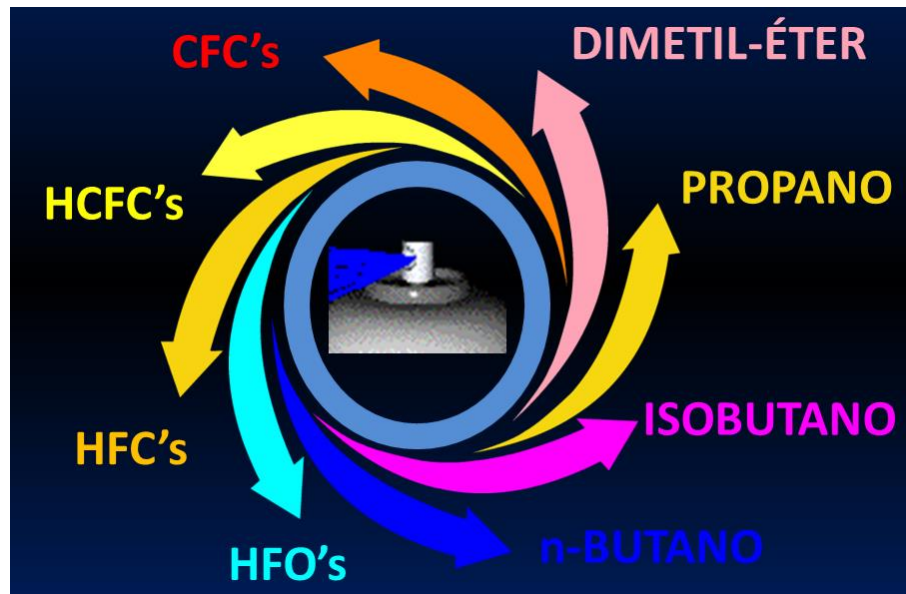 CFC's
DIMETIL-ÉTER
HCFC's
PROPANO
HFC's
ISOBUTANO
HFO's
n-BUTANO